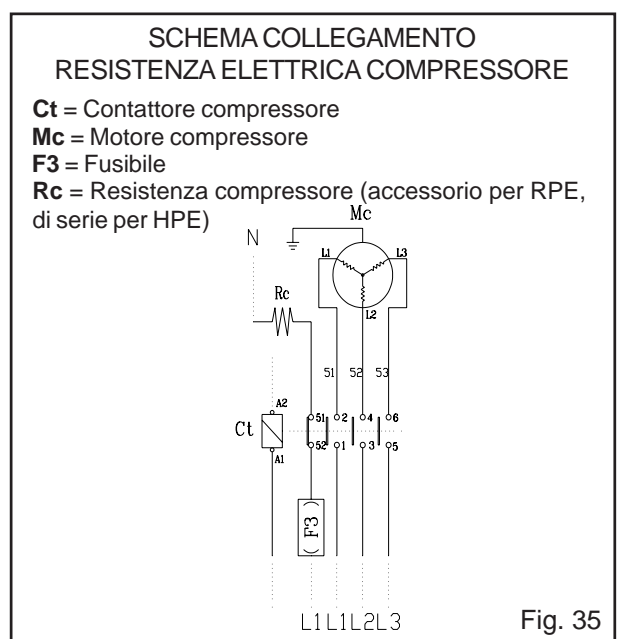 SCHEMA COLLEGAMENTO
RESISTENZA ELETTRICA COMPRESSORE
Ct = Contattore compressore
Mc = Motore compressore
F3 = Fusibile
Rc = Resistenza compressore (accessorio per RPE,
di serie per HPE)
Mc
N
L1 L3
Rc
L2
51 52 53
A2
51 2 4 6
Ct
52 1 3 5
A1
( F3 )
L1 L1 L2 L3
Fig. 35